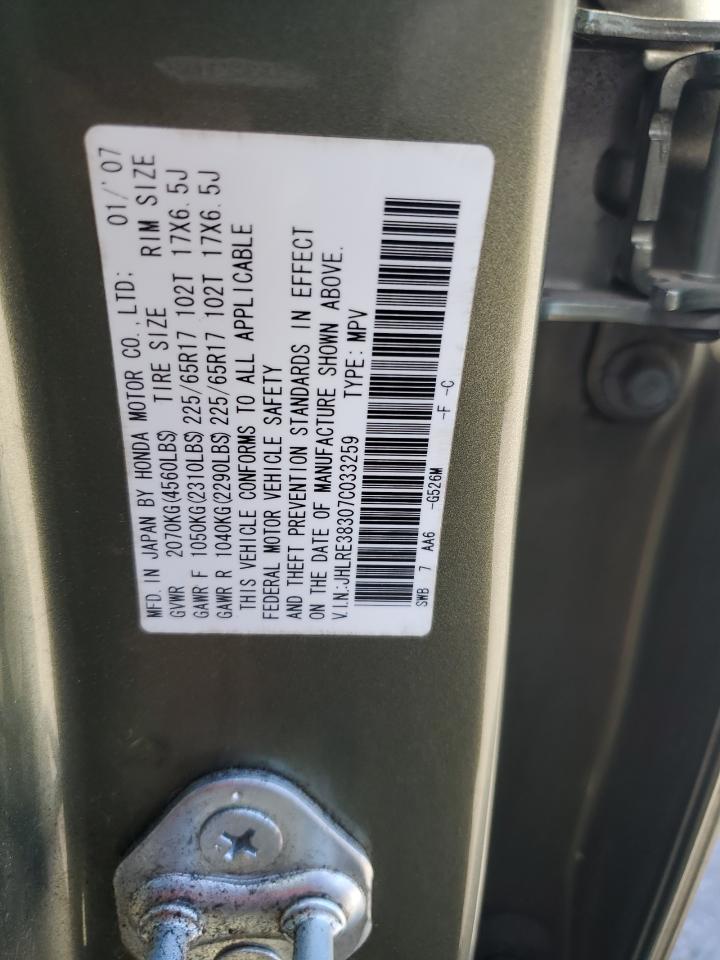 MFD. IN JAPAN BY HONDA MOTOR CO.,LTD: 01/'07
GVWR 2070KG(4560LBS) TIRE SIZE RIM SIZE
GAWR F 1050KG(2310LBS) 225/65R17 102T 17X6.5J
GAWR R 1040KG(2290LBS) 225/65R17 102T 17X6.5J
THIS VEHICLE CONFORMS TO ALL APPLICABLE
FEDERAL MOTOR VEHICLE SAFETY
AND THEFT PREVENTION STANDARDS IN EFFECT
ON THE DATE OF MANUFACTURE SHOWN ABOVE.
V.I.N.:JHLRE38307C033259 TYPE:MPV
SWB 7 AA6 -G526M -F -C